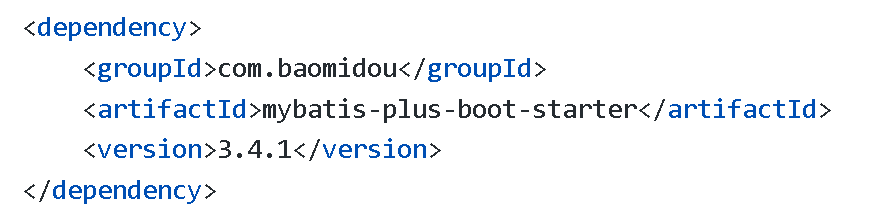 <dependency>
    <groupId>com.baomidou</groupId>
    <artifactId>mybatis-plus-boot-starter</artifactId>
    <version>3.4.1</version>
</dependency>